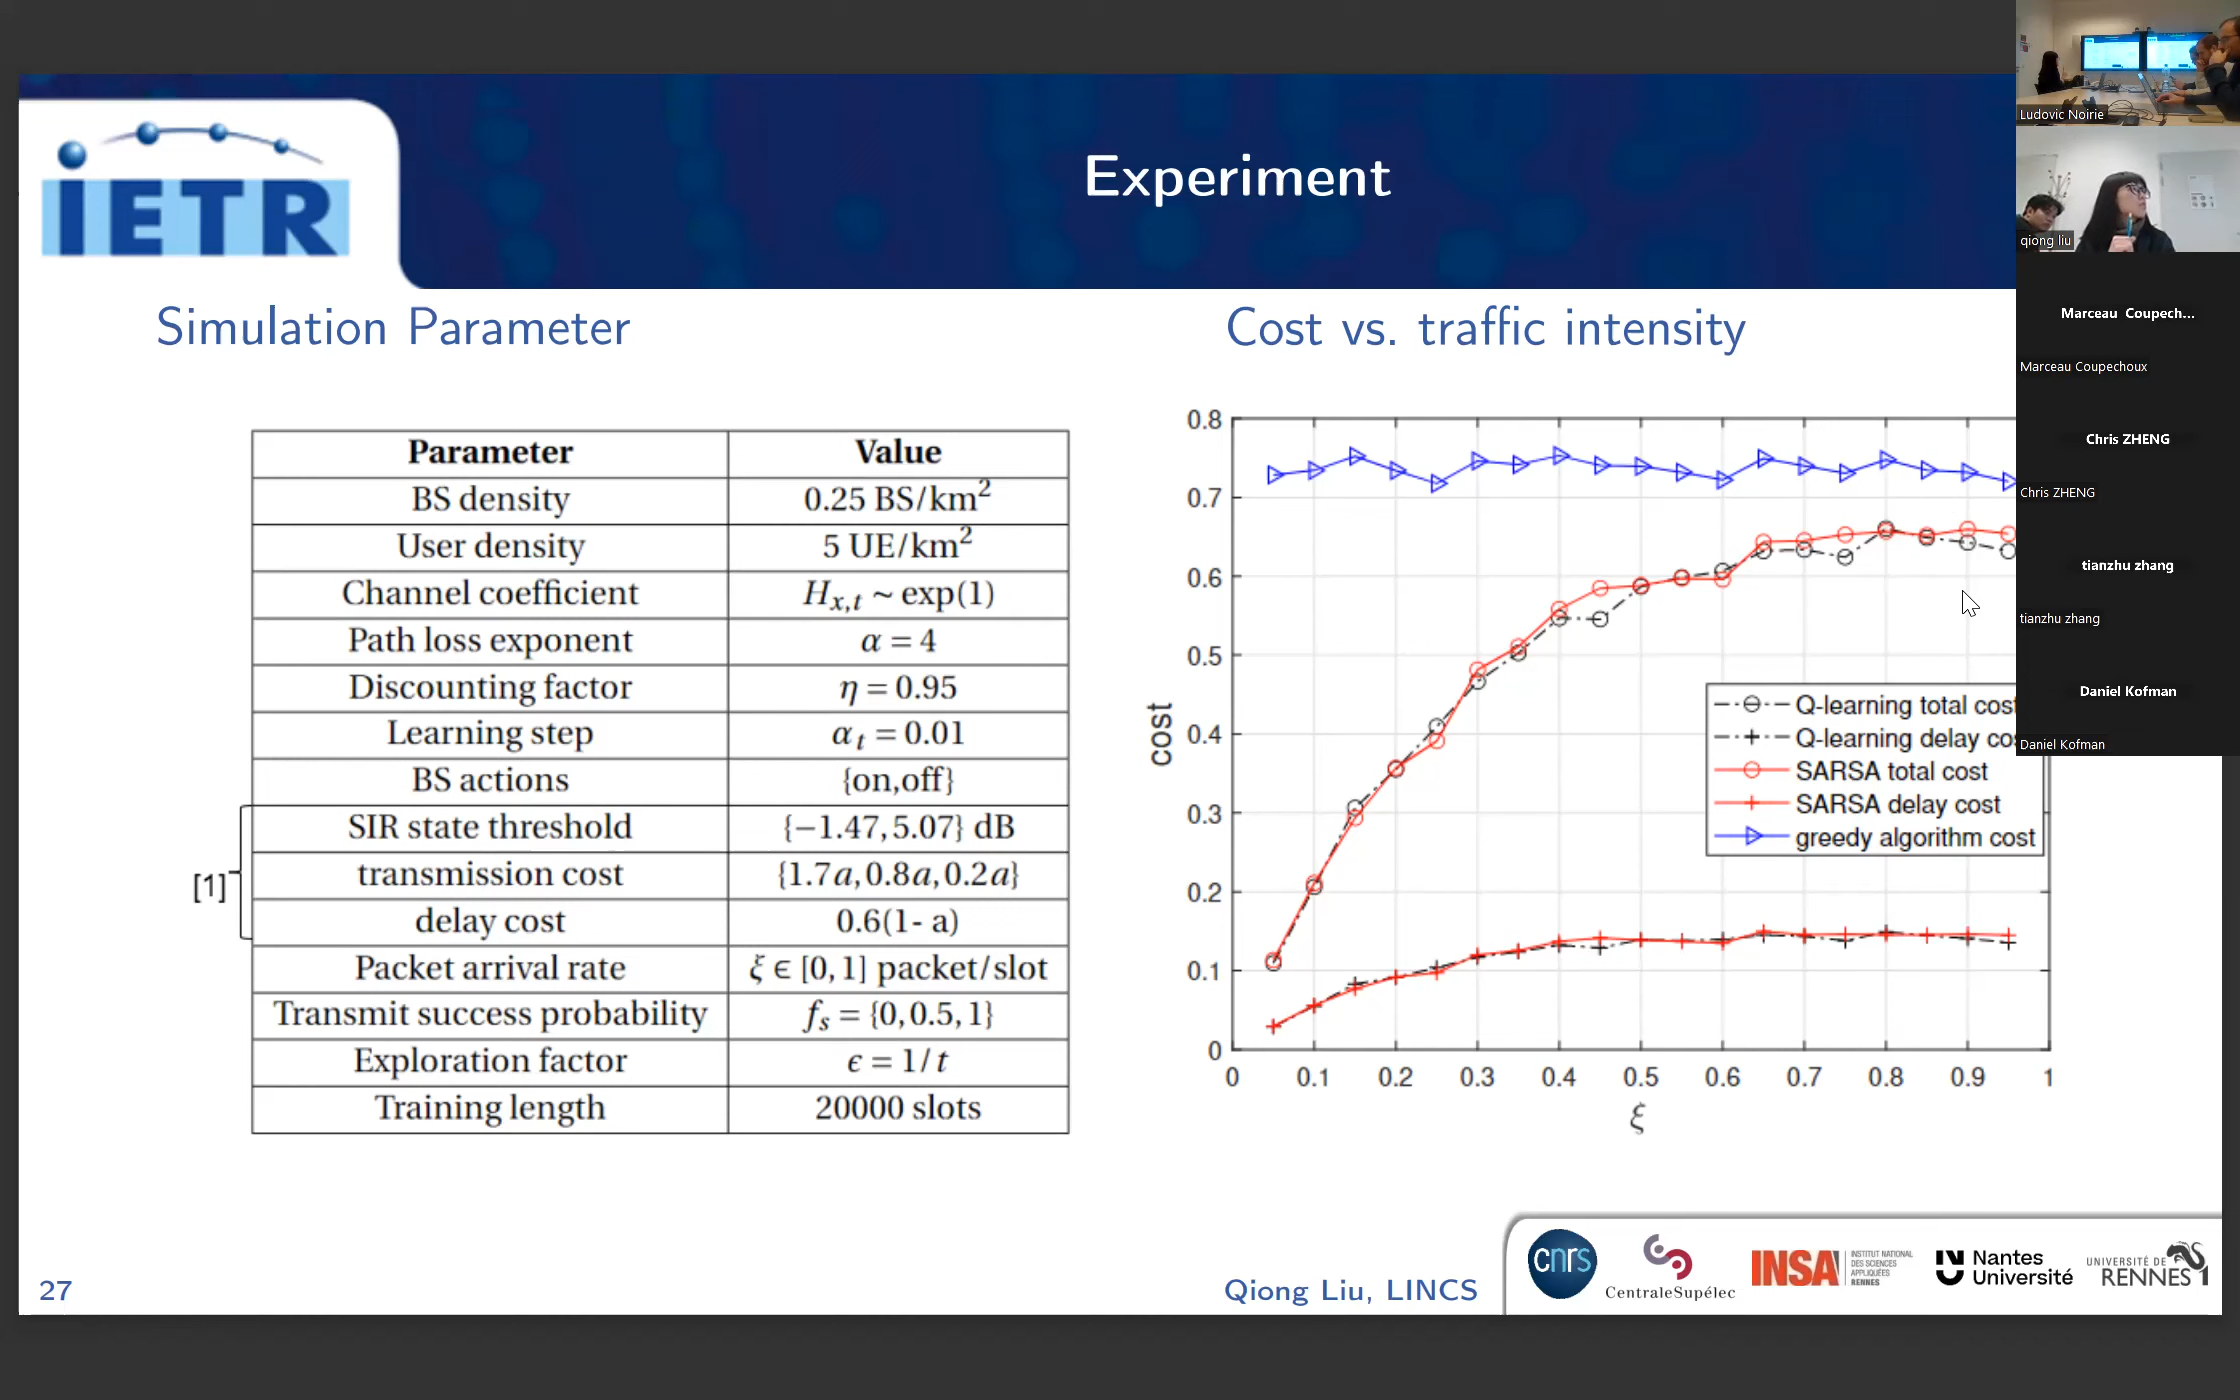 iETR
Experiment
Simulation Parameter
Parameter Value
BS density 0.25 BS/km²
User density 5 UE/km²
Channel coefficient H_{x,t} ~ exp(1)
Path loss exponent α = 4
Discounting factor η = 0.95
Learning step α_t = 0.01
BS actions {on,off}
SIR state threshold {−1.47, 5.07} dB
transmission cost {1.7a, 0.8a, 0.2a}
delay cost 0.6(1- a)
Packet arrival rate ξ ∈ [0, 1] packet/slot
Transmit success probability f_s = {0, 0.5, 1}
Exploration factor ϵ = 1/t
Training length 20000 slots
[1]
Cost vs. traffic intensity
0.8
0.7
0.6
0.5
0.4
0.3
0.2
0.1
0
cost
0 0.1 0.2 0.3 0.4 0.5 0.6 0.7 0.8 0.9 1
ξ
Q-learning total cost
Q-learning delay cos
SARSA total cost
SARSA delay cost
greedy algorithm cost
27
Qiong Liu, LINCS
cnrs
CentraleSupélec
INSA
INSTITUT NATIONAL
DES SCIENCES
APPLIQUÉES
RENNES
Nantes
Université
UNIVERSITÉ DE
RENNES 1
Ludovic Noirie
qiong liu
Marceau Coupech...
Marceau Coupechoux
Chris ZHENG
Chris ZHENG
tianzhu zhang
tianzhu zhang
Daniel Kofman
Daniel Kofman